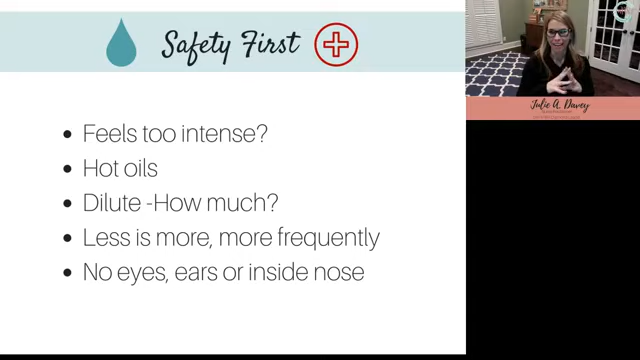 Safety First
Feels too intense?
Hot oils
Dilute -How much?
Less is more, more frequently
No eyes, ears or inside nose
Julie A. Davey